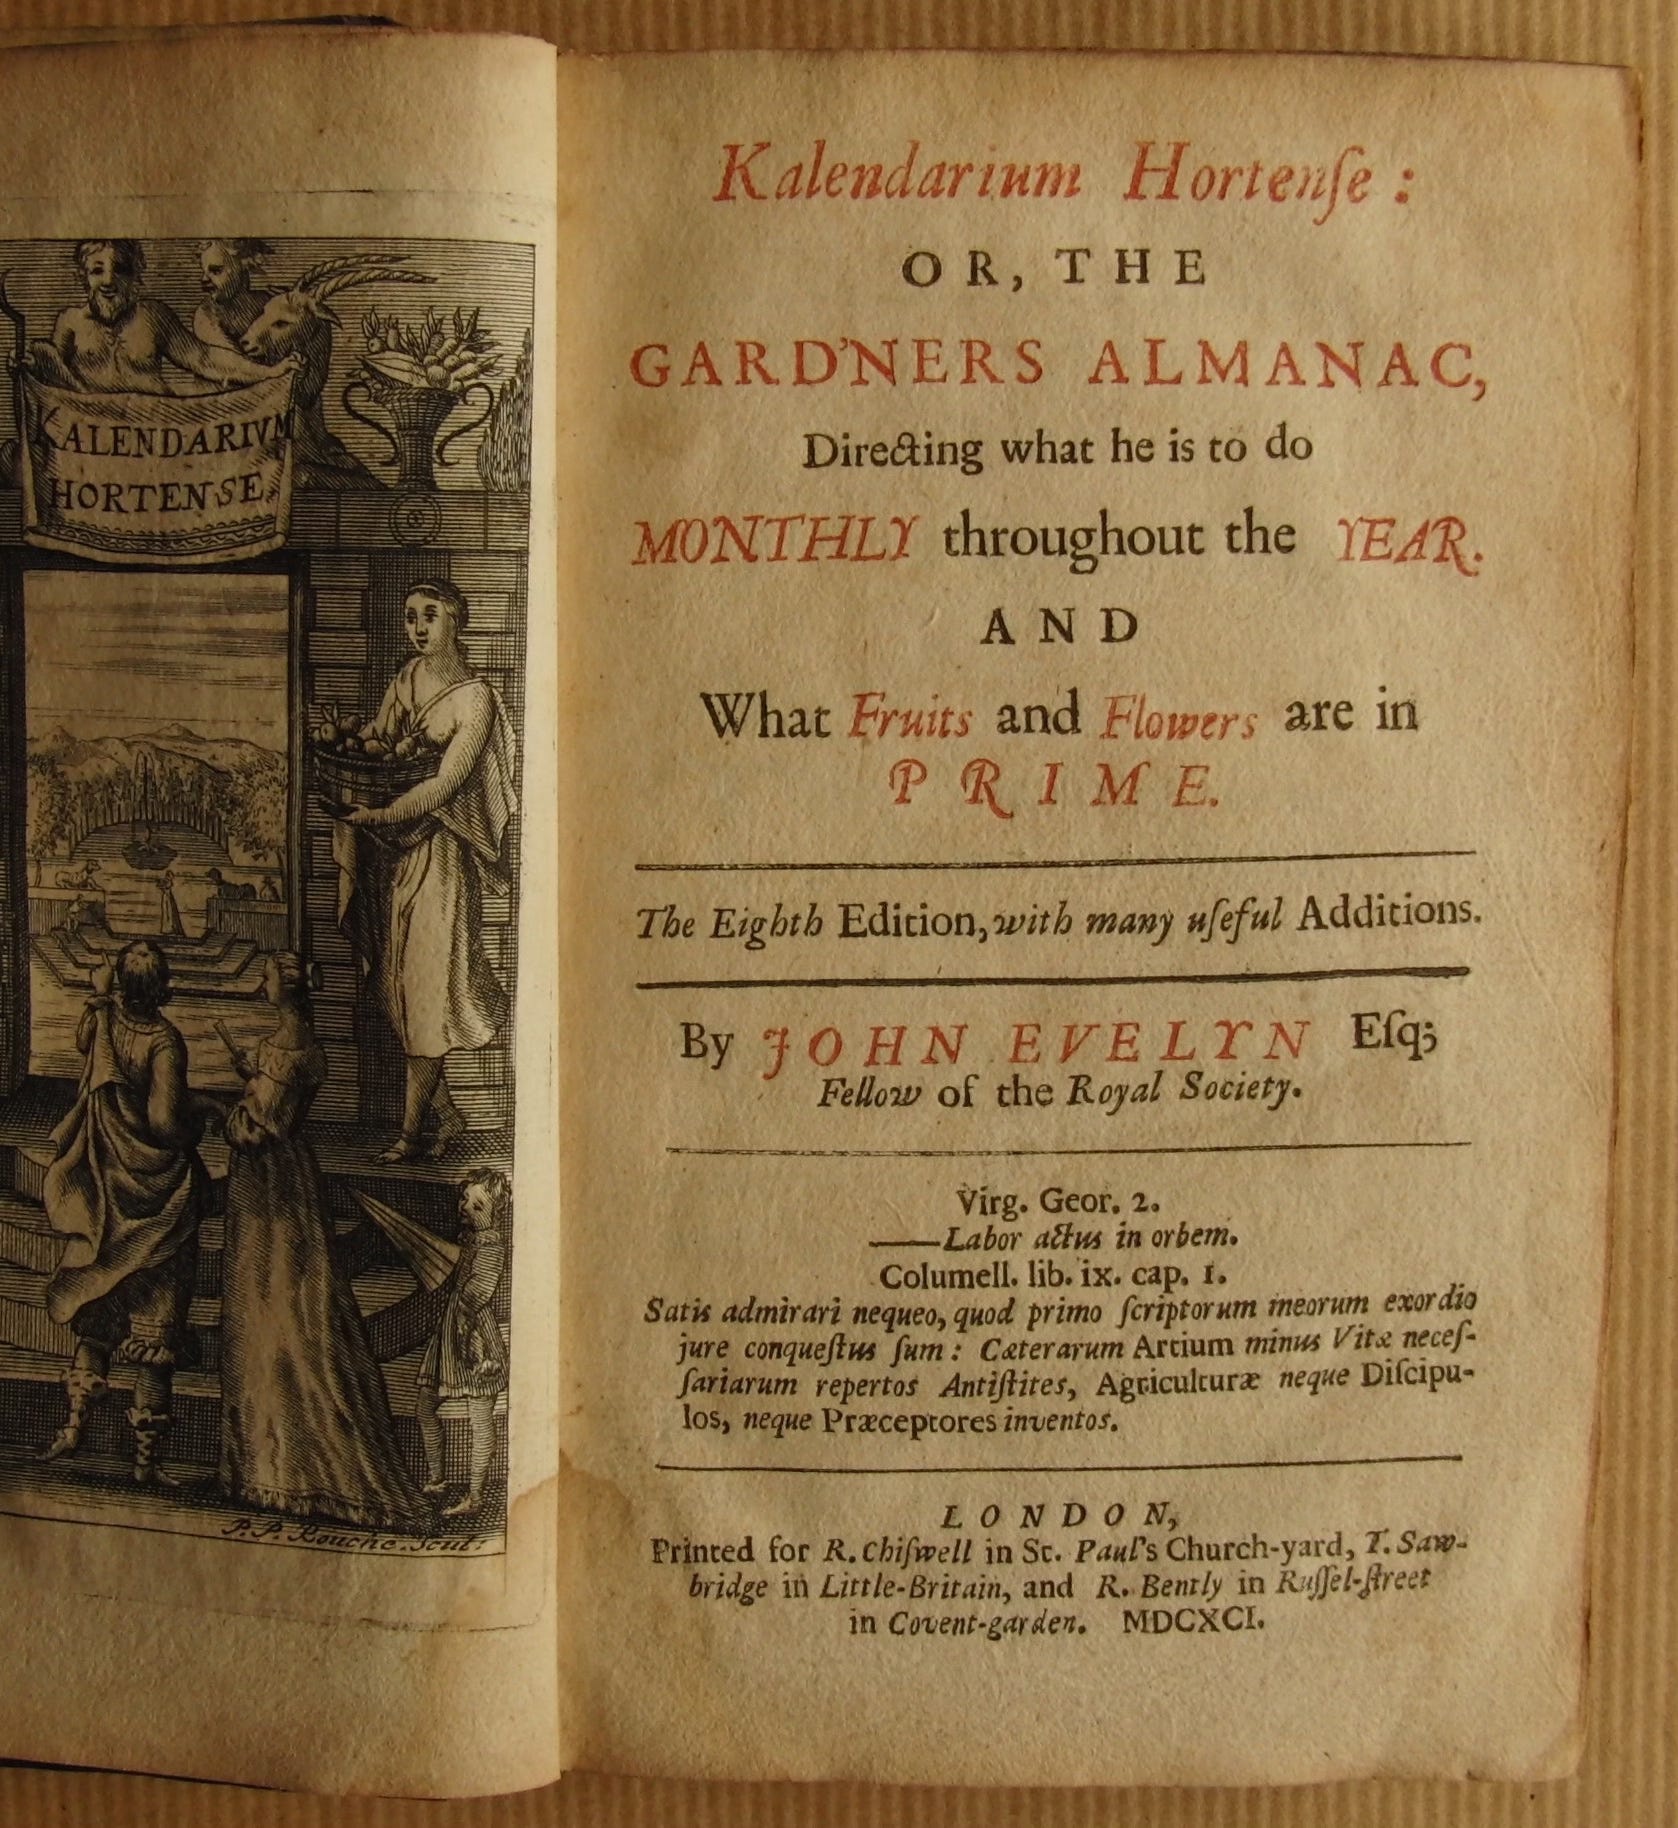 KALENDARIVM
HORTENSE.
P. P. Bouche. Scul:
Kalendarium Hortenſe:
OR, THE
GARD'NERS ALMANAC,
Directing what he is to do
MONTHLY throughout the YEAR.
AND
What Fruits and Flowers are in
PRIME.
The Eighth Edition, with many uſeful Additions.
By JOHN EVELYN Eſq;
Fellow of the Royal Society.
Virg. Geor. 2.
——Labor actus in orbem.
Columell. lib. ix. cap. 1.
Satis admirari nequeo, quod primo ſcriptorum meorum exordio
jure conqueſtus ſum: Cæterarum Artium minus Vitæ neceſ-
ſariarum repertos Antiſtites, Agriculturæ neque Diſcipu-
los, neque Præceptores inventos.
LONDON,
Printed for R. Chiſwell in St. Paul's Church-yard, T. Saw-
bridge in Little-Britain, and R. Bently in Ruſſel-ſtreet
in Covent-garden. MDCXCI.